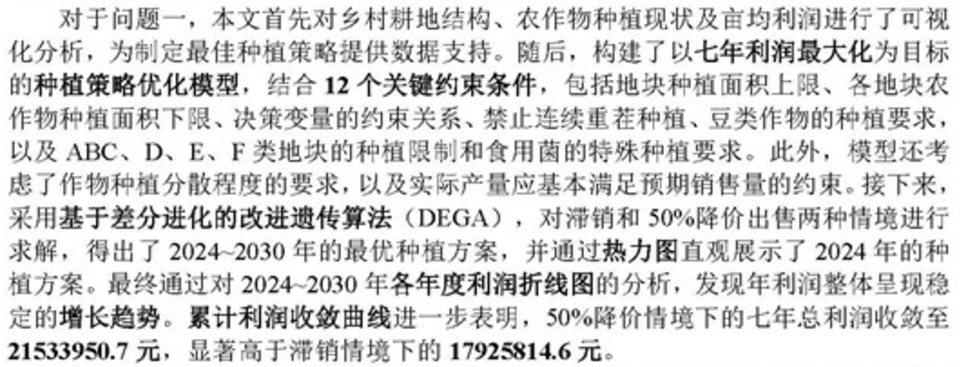 对于问题一，本文首先对乡村耕地结构、农作物种植现状及亩均利润进行了可视
化分析，为制定最佳种植策略提供数据支持。随后，构建了以七年利润最大化为目标
的种植策略优化模型，结合 12 个关键约束条件，包括地块种植面积上限、各地块农
作物种植面积下限、决策变量的约束关系、禁止连续重茬种植、豆类作物的种植要求，
以及 ABC、D、E、F 类地块的种植限制和食用菌的特殊种植要求。此外，模型还考
虑了作物种植分散程度的要求，以及实际产量应基本满足预期销售量的约束。接下来，
采用基于差分进化的改进遗传算法（DEGA），对滞销和 50%降价出售两种情境进行
求解，得出了 2024~2030 年的最优种植方案，并通过热力图直观展示了 2024 年的种
植方案。最终通过对 2024~2030 年各年度利润折线图的分析，发现年利润整体呈现稳
定的增长趋势。累计利润收敛曲线进一步表明，50%降价情境下的七年总利润收敛至
21533950.7 元，显著高于滞销情境下的 17925814.6 元。